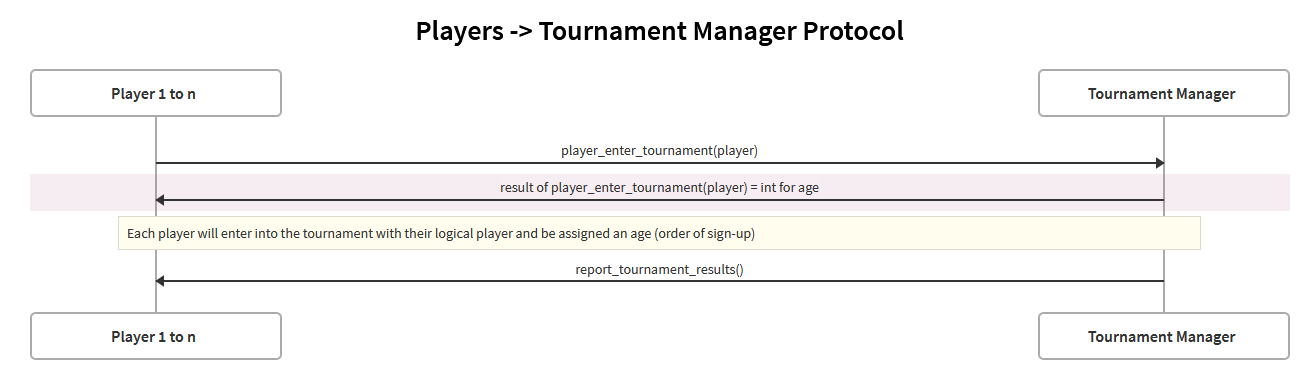 Players -> Tournament Manager Protocol
Player 1 to n
Tournament Manager
player_enter_tournament(player)
result of player_enter_tournament(player) = int for age
Each player will enter into the tournament with their logical player and be assigned an age (order of sign-up)
report_tournament_results()
Player 1 to n
Tournament Manager